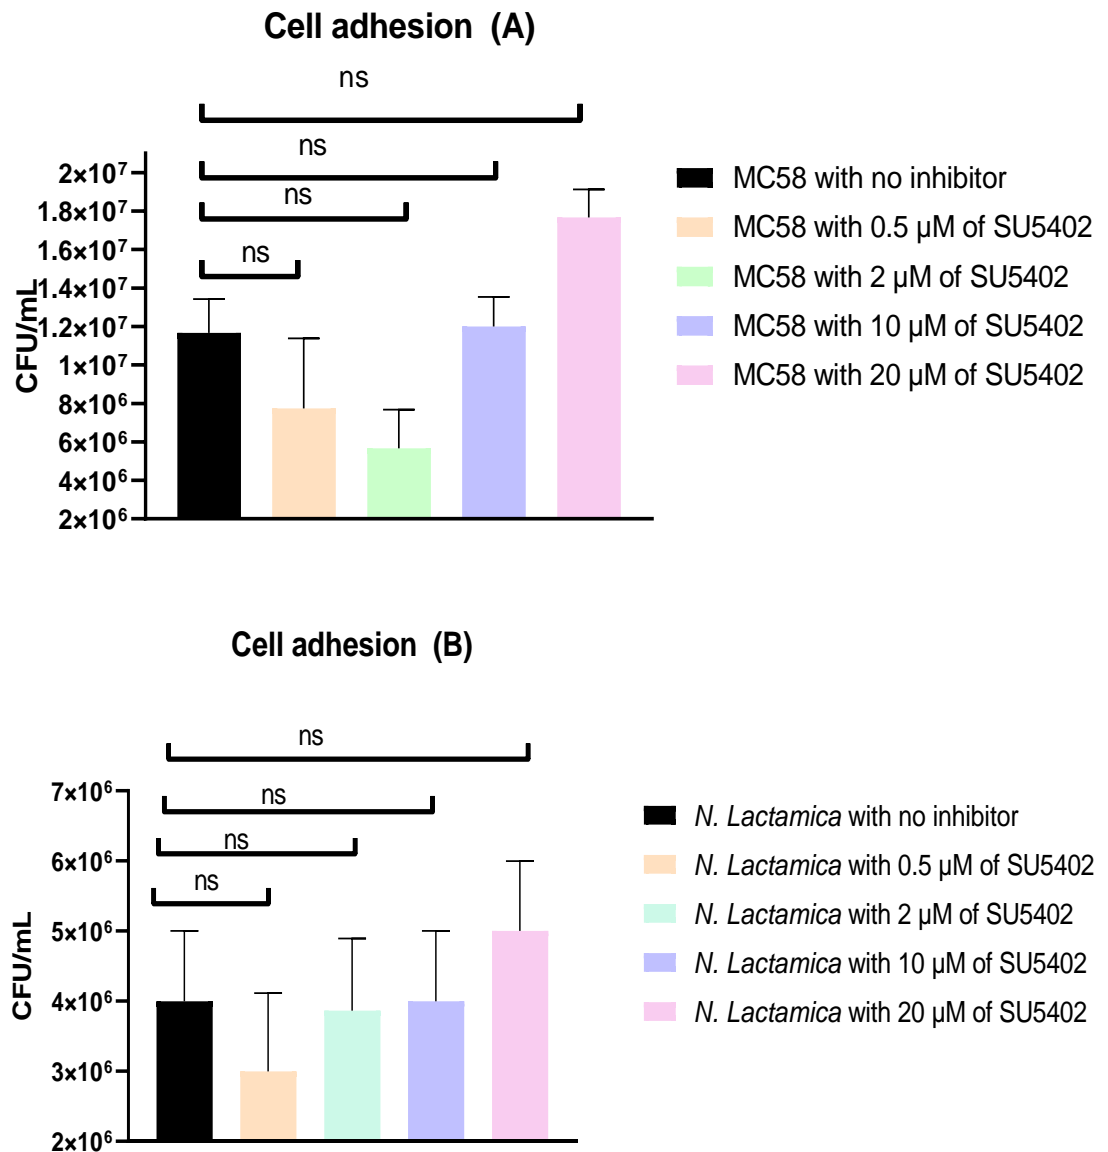 Cell adhesion (A)
ns
ns
ns
ns
CFU/mL
2×10⁷
1.8×10⁷
1.6×10⁷
1.4×10⁷
1.2×10⁷
1×10⁷
8×10⁶
6×10⁶
4×10⁶
2×10⁶
MC58 with no inhibitor
MC58 with 0.5 µM of SU5402
MC58 with 2 µM of SU5402
MC58 with 10 µM of SU5402
MC58 with 20 µM of SU5402
Cell adhesion (B)
ns
ns
ns
ns
CFU/mL
7×10⁶
6×10⁶
5×10⁶
4×10⁶
3×10⁶
2×10⁶
N. Lactamica with no inhibitor
N. Lactamica with 0.5 µM of SU5402
N. Lactamica with 2 µM of SU5402
N. Lactamica with 10 µM of SU5402
N. Lactamica with 20 µM of SU5402